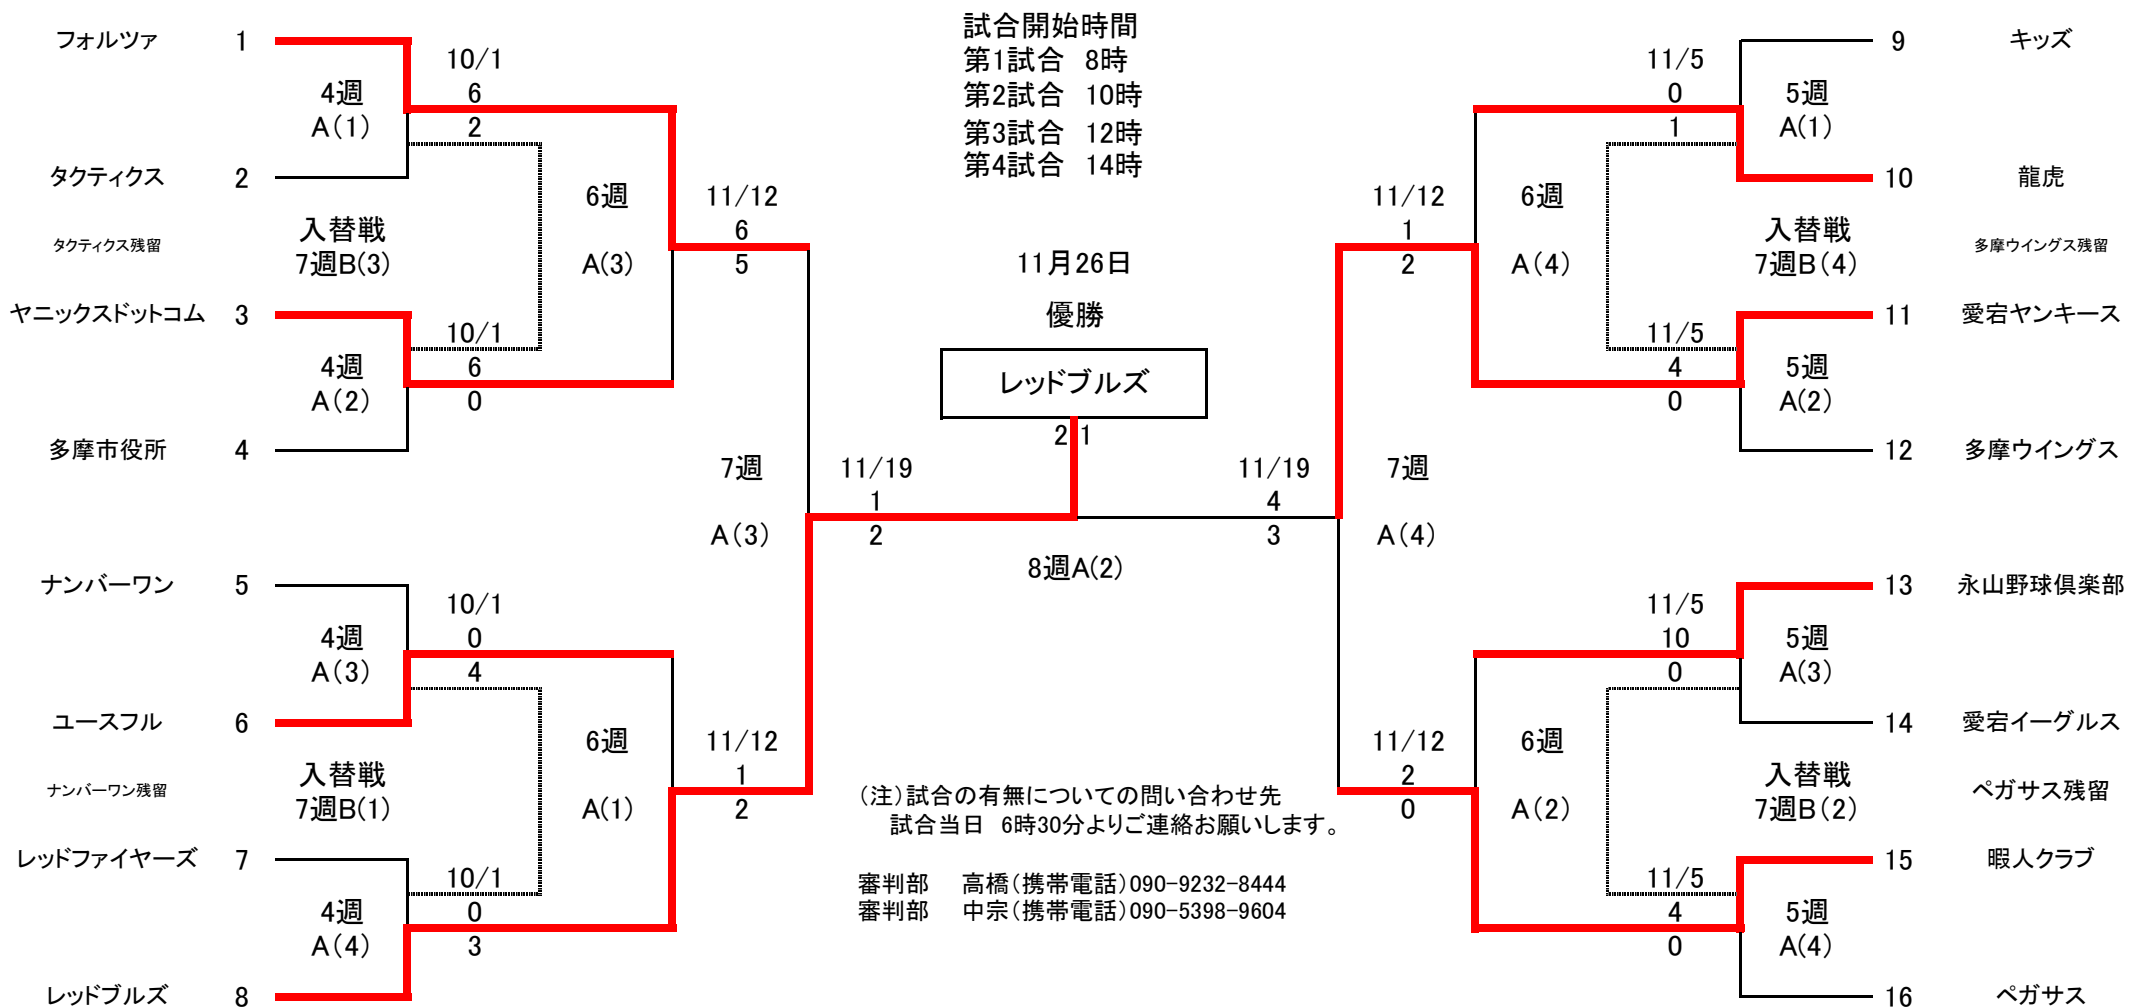 試合開始時間
第1試合 8時
第2試合 10時
第3試合 12時
第4試合 14時
フォルツァ 1
10/1
4週 6
A(1) 2
タクティクス 2
6週 11/12
入替戦 6
タクティクス残留
7週B(3) A(3) 5
ヤニックスドットコム 3
10/1
4週 6
A(2) 0
多摩市役所 4
7週 11/19
1
A(3) 2
ナンバーワン 5
10/1
4週 0
A(3) 4
ユースフル 6
6週 11/12
入替戦 1
ナンバーワン残留
7週B(1) A(1) 2
レッドファイヤーズ 7
10/1
4週 0
A(4) 3
レッドブルズ 8
11月26日
優勝
レッドブルズ
2 1
8週A(2)
9 キッズ
11/5
0 5週
1 A(1)
10 龍虎
11/12 6週
1 入替戦
多摩ウイングス残留
2 A(4) 7週B(4)
11 愛宕ヤンキース
11/5
4 5週
0 A(2)
12 多摩ウイングス
11/19 7週
4
3 A(4)
13 永山野球倶楽部
11/5
10 5週
0 A(3)
14 愛宕イーグルス
11/12 6週
2 入替戦
ペガサス残留
0 A(2) 7週B(2)
15 暇人クラブ
11/5
4 5週
0 A(4)
16 ペガサス
(注)試合の有無についての問い合わせ先
試合当日 6時30分よりご連絡お願いします。
審判部 高橋(携帯電話)090-9232-8444
審判部 中宗(携帯電話)090-5398-9604